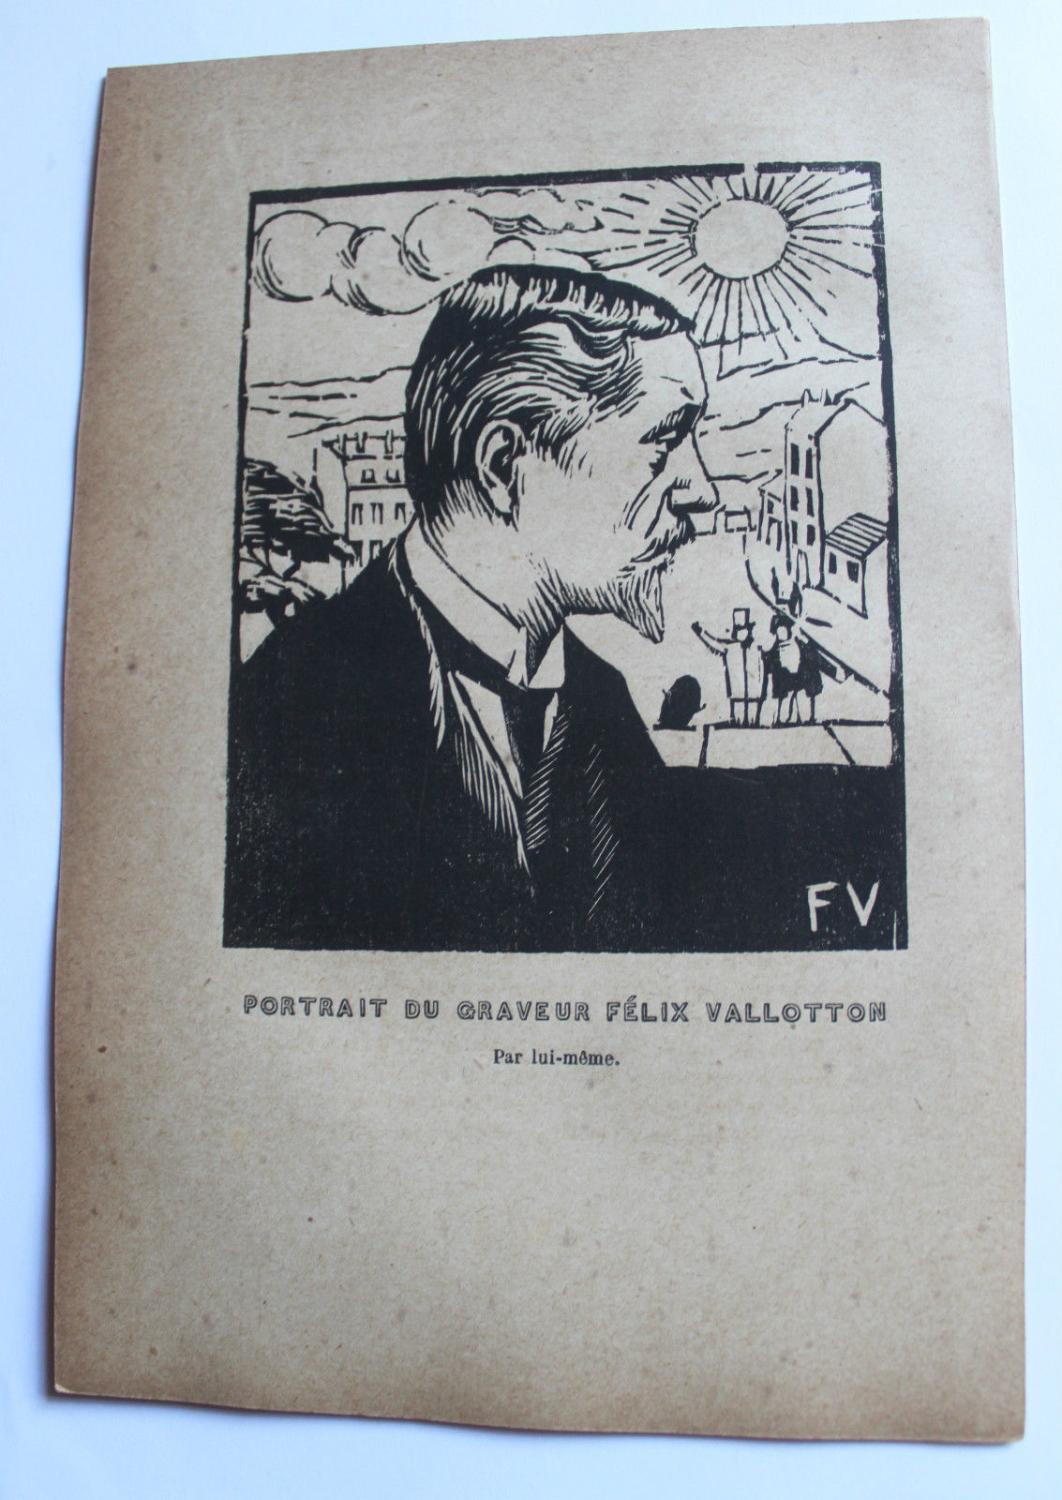 FV
PORTRAIT DU GRAVEUR FÉLIX VALLOTTON
Par lui-même.